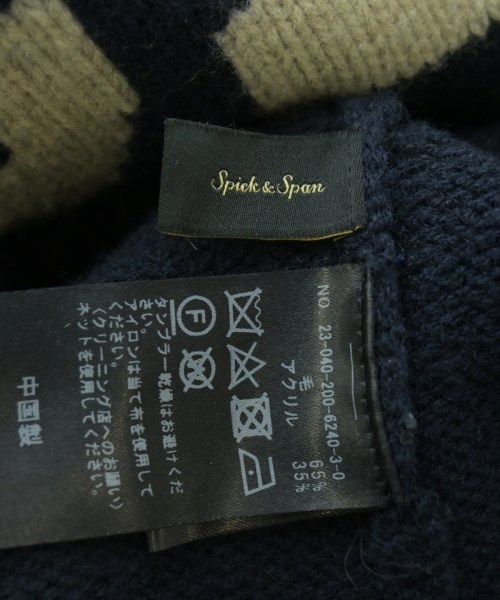 Spick & Span
NO 23-040-200-6240-3-0
毛 65%
アクリル 35%
F
タンブラー乾燥はお避けくだ
さい。
アイロンは当て布を使用して
ください。
(クリーニング店へのお願い)
ネットを使用してください。
中国製